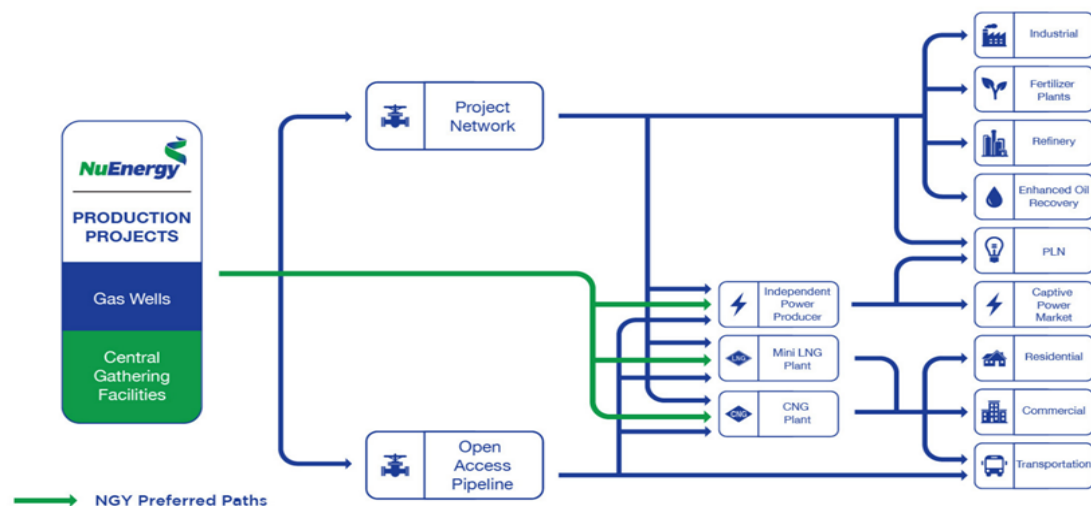 NuEnergy
PRODUCTION
PROJECTS
Gas Wells
Central
Gathering
Facilities
Project
Network
Open
Access
Pipeline
Independent
Power
Producer
LNG
Mini LNG
Plant
CNG
CNG
Plant
Industrial
Fertilizer
Plants
Refinery
Enhanced Oil
Recovery
PLN
Captive
Power
Market
Residential
Commercial
Transportation
NGY Preferred Paths